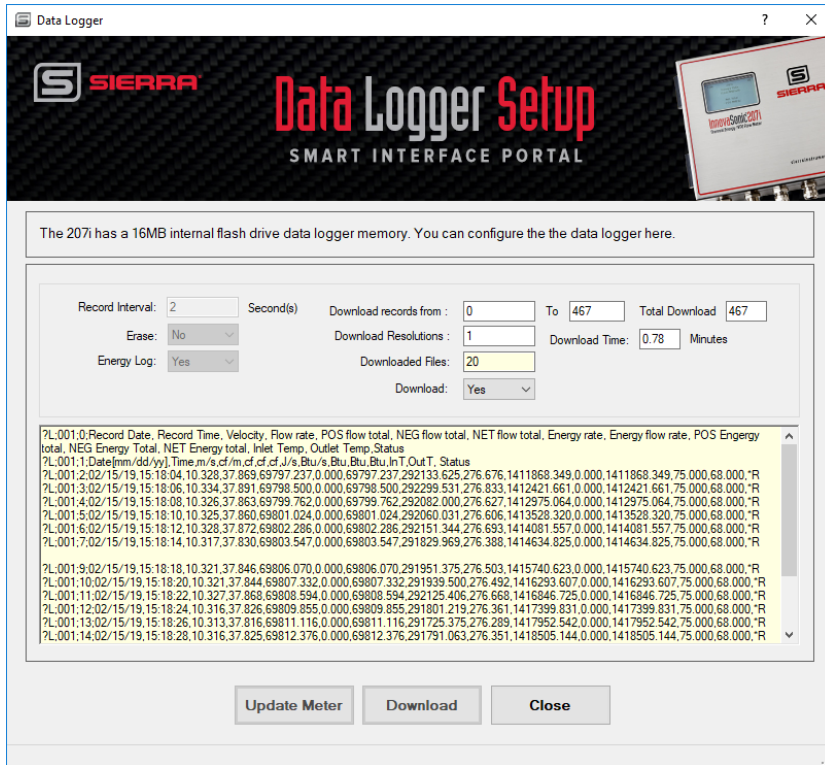 Data Logger
SIERRA
Data Logger Setup
SMART INTERFACE PORTAL
SIERRA
InnovaSonic 207i
The 207i has a 16MB internal flash drive data logger memory. You can configure the the data logger here.
Record Interval: 2 Second(s) Download records from : 0 To 467 Total Download 467
Erase: No Download Resolutions : 1 Download Time: 0.78 Minutes
Energy Log: Yes Downloaded Files: 20
Download: Yes
?L;001;0;Record Date, Record Time, Velocity, Flow rate, POS flow total, NEG flow total, NET flow total, Energy rate, Energy flow rate, POS Engergy
total, NEG Energy Total, NET Energy total, Inlet Temp, Outlet Temp,Status
?L;001;1;Date[mm/dd/yy],Time,m/s,cf/m,cf,cf,cf,J/s,Btu/s,Btu,Btu,Btu,InT,OutT, Status
?L;001;2;02/15/19,15:18:04,10.328,37.869,69797.237,0.000,69797.237,292133.625,276.676,1411868.349,0.000,1411868.349,75.000,68.000,*R
?L;001;3;02/15/19,15:18:06,10.334,37.891,69798.500,0.000,69798.500,292299.531,276.833,1412421.661,0.000,1412421.661,75.000,68.000,*R
?L;001;4;02/15/19,15:18:08,10.326,37.863,69799.762,0.000,69799.762,292082.000,276.627,1412975.064,0.000,1412975.064,75.000,68.000,*R
?L;001;5;02/15/19,15:18:10,10.325,37.860,69801.024,0.000,69801.024,292060.031,276.606,1413528.320,0.000,1413528.320,75.000,68.000,*R
?L;001;6;02/15/19,15:18:12,10.328,37.872,69802.286,0.000,69802.286,292151.344,276.693,1414081.557,0.000,1414081.557,75.000,68.000,*R
?L;001;7;02/15/19,15:18:14,10.317,37.830,69803.547,0.000,69803.547,291829.969,276.388,1414634.825,0.000,1414634.825,75.000,68.000,*R
?L;001;9;02/15/19,15:18:18,10.321,37.846,69806.070,0.000,69806.070,291951.375,276.503,1415740.623,0.000,1415740.623,75.000,68.000,*R
?L;001;10;02/15/19,15:18:20,10.321,37.844,69807.332,0.000,69807.332,291939.500,276.492,1416293.607,0.000,1416293.607,75.000,68.000,*R
?L;001;11;02/15/19,15:18:22,10.327,37.868,69808.594,0.000,69808.594,292125.406,276.668,1416846.725,0.000,1416846.725,75.000,68.000,*R
?L;001;12;02/15/19,15:18:24,10.316,37.826,69809.855,0.000,69809.855,291801.219,276.361,1417399.831,0.000,1417399.831,75.000,68.000,*R
?L;001;13;02/15/19,15:18:26,10.313,37.816,69811.116,0.000,69811.116,291725.375,276.289,1417952.542,0.000,1417952.542,75.000,68.000,*R
?L;001;14;02/15/19,15:18:28,10.316,37.825,69812.376,0.000,69812.376,291791.063,276.351,1418505.144,0.000,1418505.144,75.000,68.000,*R
Update Meter Download Close